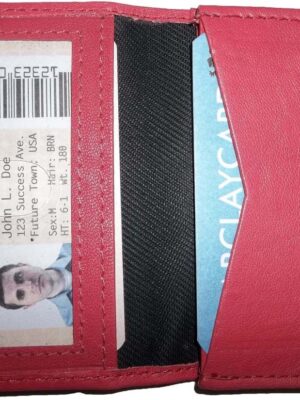 John L. Doe
123 Success Ave.
*Future Town, USA
Sex:M Hair: BRN
HT: 6-1 Wt. 180
RCLAYCARD